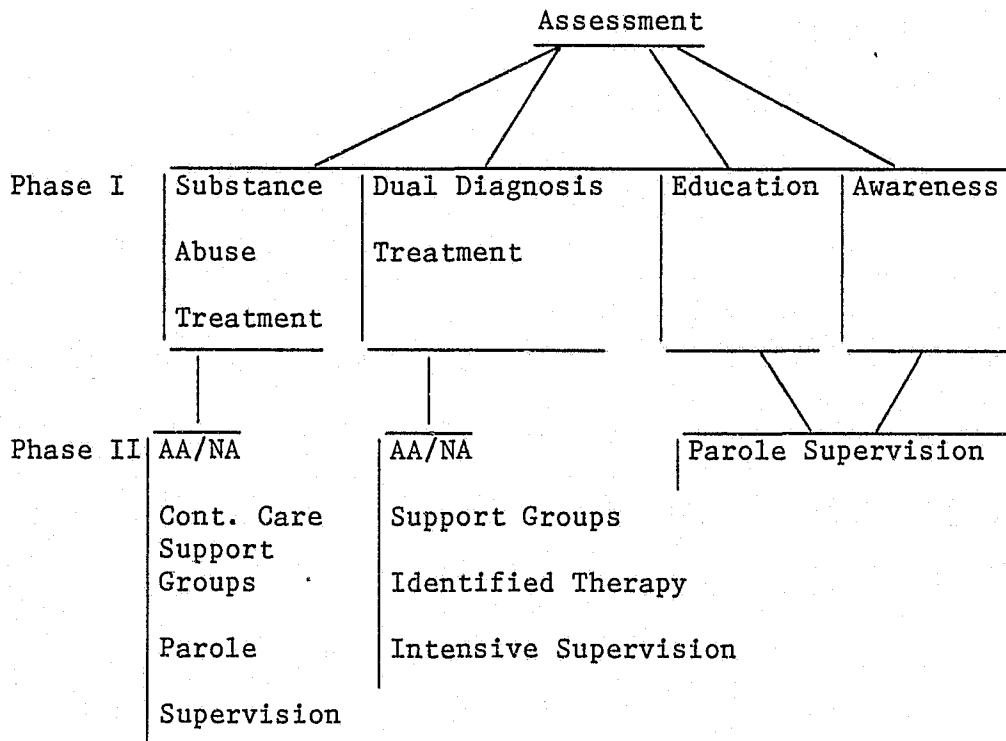 Assessment
Phase I
Substance
Abuse
Treatment
Dual Diagnosis
Treatment
Education
Awareness
Phase II
AA/NA
Cont. Care
Support
Groups
Parole
Supervision
AA/NA
Support Groups
Identified Therapy
Intensive Supervision
Parole Supervision